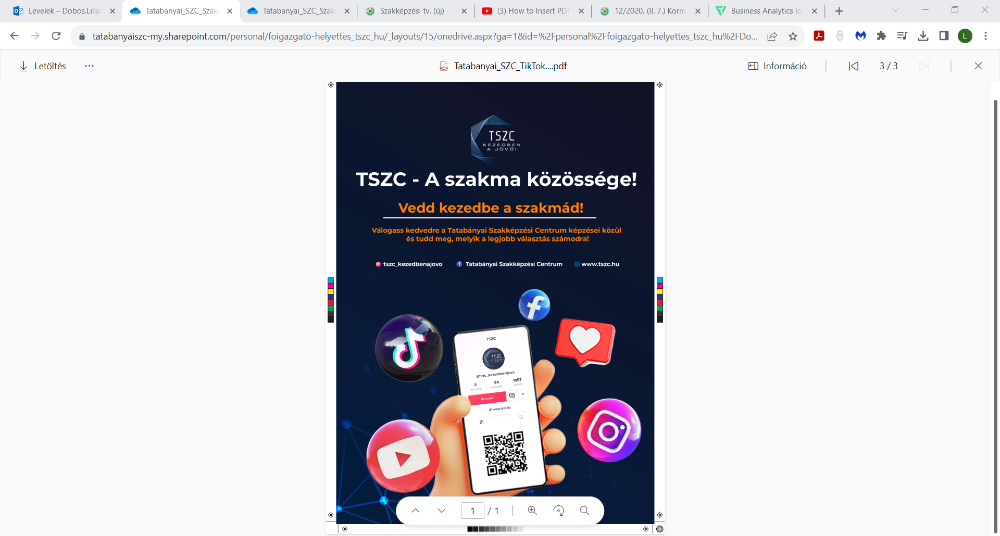 Levelek – Dobos.Lilla
Tatabanyai_SZC_Szak
Tatabanyai_SZC_Szak
Szakképzési tv. (új) -
(3) How to Insert PDF
12/2020. (II. 7.) Korm.
Business Analytics Ico
tatabanyaiszc-my.sharepoint.com/personal/foigazgato-helyettes_tszc_hu/_layouts/15/onedrive.aspx?ga=1&id=%2Fpersonal%2Ffoigazgato-helyettes_tszc_hu%2FDo...
L
Letöltés
Tatabanyai_SZC_TikTok....pdf
Információ
3 / 3
TSZC
KEZEDBEN
A JÖVŐ!
TSZC - A szakma közössége!
Vedd kezedbe a szakmád!
Válogass kedvedre a Tatabányai Szakképzési Centrum képzései közül
és tudd meg, melyik a legjobb választás számodra!
tszc_kezedbenajovo
Tatabányai Szakképzési Centrum
www.tszc.hu
TSZC
TSZC
KEZEDBEN
A JÖVŐ!
@tszc_kezedbenajovo
2 94 1057
Követés Követők Lájkok
Követés
www.tszc.hu
1 / 1